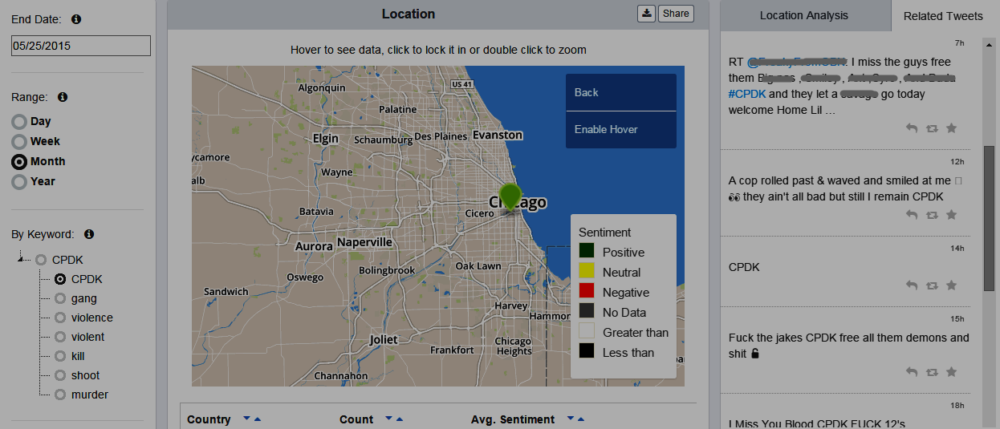 End Date:
05/25/2015
Range:
Day
Week
Month
Year
By Keyword:
CPDK
CPDK
gang
violence
violent
kill
shoot
murder
Location
Share
Hover to see data, click to lock it in or double click to zoom
Algonquin
US 41
Palatine
Elgin
Schaumburg
Des Plaines
Evanston
ycamore
Wayne
alb
Batavia
Cicero
Chicago
Aurora
Naperville
Oak Lawn
Bolingbrook
Oswego
Sandwich
Harvey
Hammor
Joliet
Chicago
Heights
Frankfort
Channahon
Back
Enable Hover
Sentiment
Positive
Neutral
Negative
No Data
Greater than
Less than
Country
Count
Avg. Sentiment
Location Analysis
Related Tweets
7h
RT I miss the guys free
them , , ,
#CPDK and they let a go today
welcome Home Lil ...
12h
A cop rolled past & waved and smiled at me
👀 they ain't all bad but still I remain CPDK
14h
CPDK
15h
Fuck the jakes CPDK free all them demons and
shit 🔓
18h
I Miss You Blood CPDK FUCK 12's